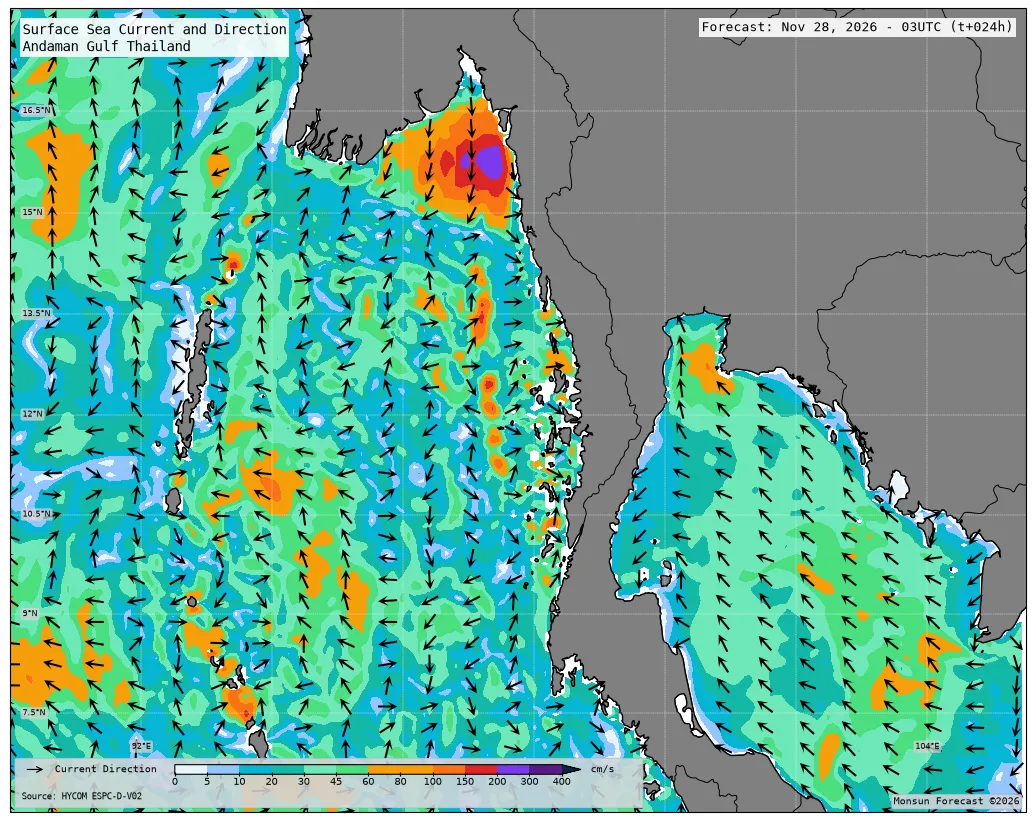 Surface Sea Current and Direction
Andaman Gulf Thailand
Forecast: Nov 28, 2026 - 03UTC (t+024h)
16.5°N
15°N
13.5°N
12°N
10.5°N
9°N
7.5°N
92°E
104°E
Current Direction
cm/s
0 5 10 20 30 45 60 80 100 150 200 300 400
Source: HYCOM ESPC-D-V02
Monsun Forecast ©2026